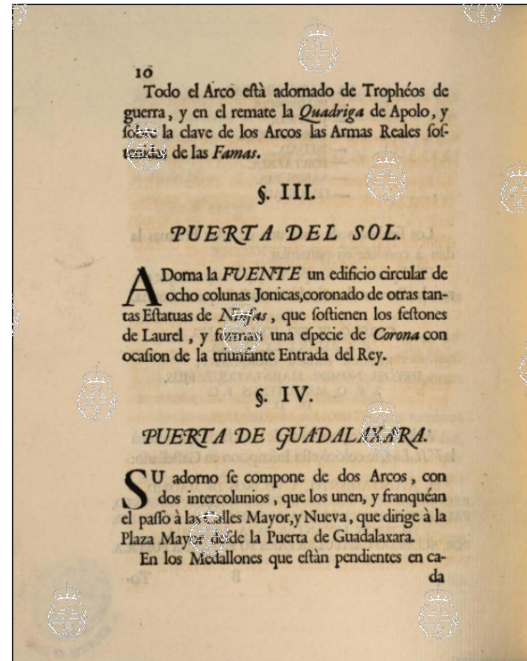 10
Todo el Arco està adornado de Trophéos de
guerra, y en el remate la Quadriga de Apolo, y
ſobre la clave de los Arcos las Armas Reales ſoſ-
tenidas de las Famas.
§. III.
PUERTA DEL SOL.
ADorna la FUENTE un edificio circular de
ocho colunas Jonicas,coronado de otras tan-
tas Eſtatuas de Ninfas, que ſoſtienen los feſtones
de Laurel, y forman una eſpecie de Corona con
ocaſion de la triunfante Entrada del Rey.
§. IV.
PUERTA DE GUADALAXARA.
SU adorno ſe compone de dos Arcos, con
dos intercolunios, que los unen, y franquéan
el paſſo à las Calles Mayor,y Nueva, que dirige à la
Plaza Mayor deſde la Puerta de Guadalaxara.
En los Medallones que eſtàn pendientes en ca-
da